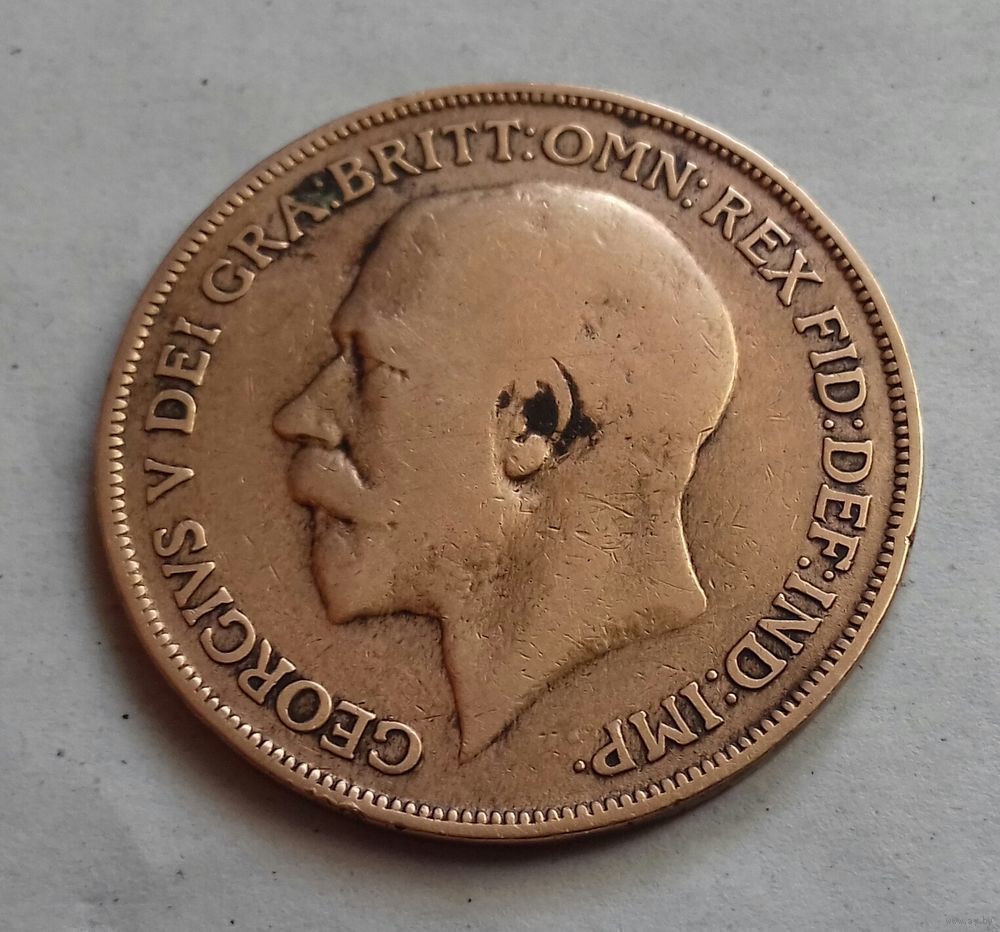 GEORGIVS V DEI GRA:BRITT:OMN:REX FID:DEF:IND:IMP.